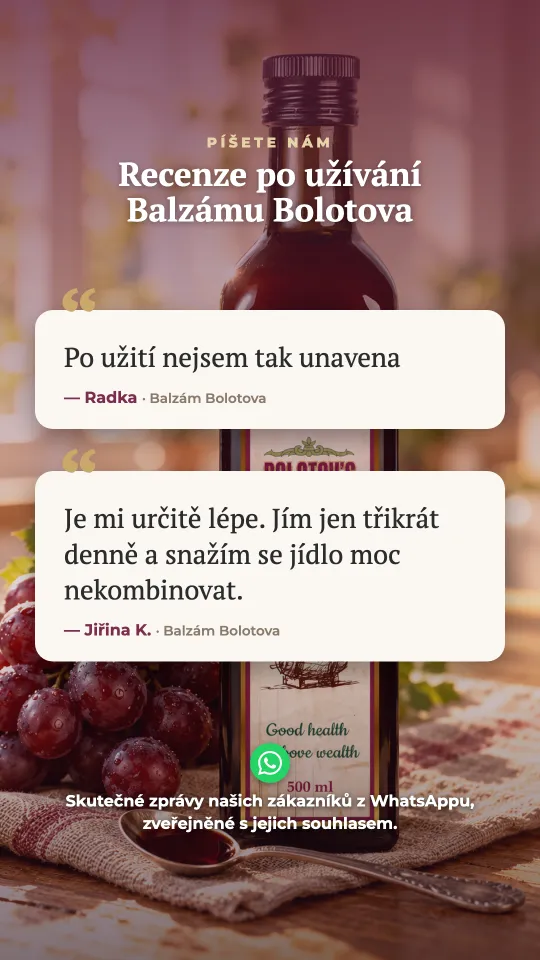 PÍŠETE NÁM
Recenze po užívání
Balzámu Bolotova
Po užití nejsem tak unavena
— Radka · Balzám Bolotova
Je mi určitě lépe. Jím jen třikrát
denně a snažím se jídlo moc
nekombinovat.
— Jiřina K. · Balzám Bolotova
Good health
wealth
500 ml
Skutečné zprávy našich zákazníků z WhatsAppu,
zveřejněné s jejich souhlasem.